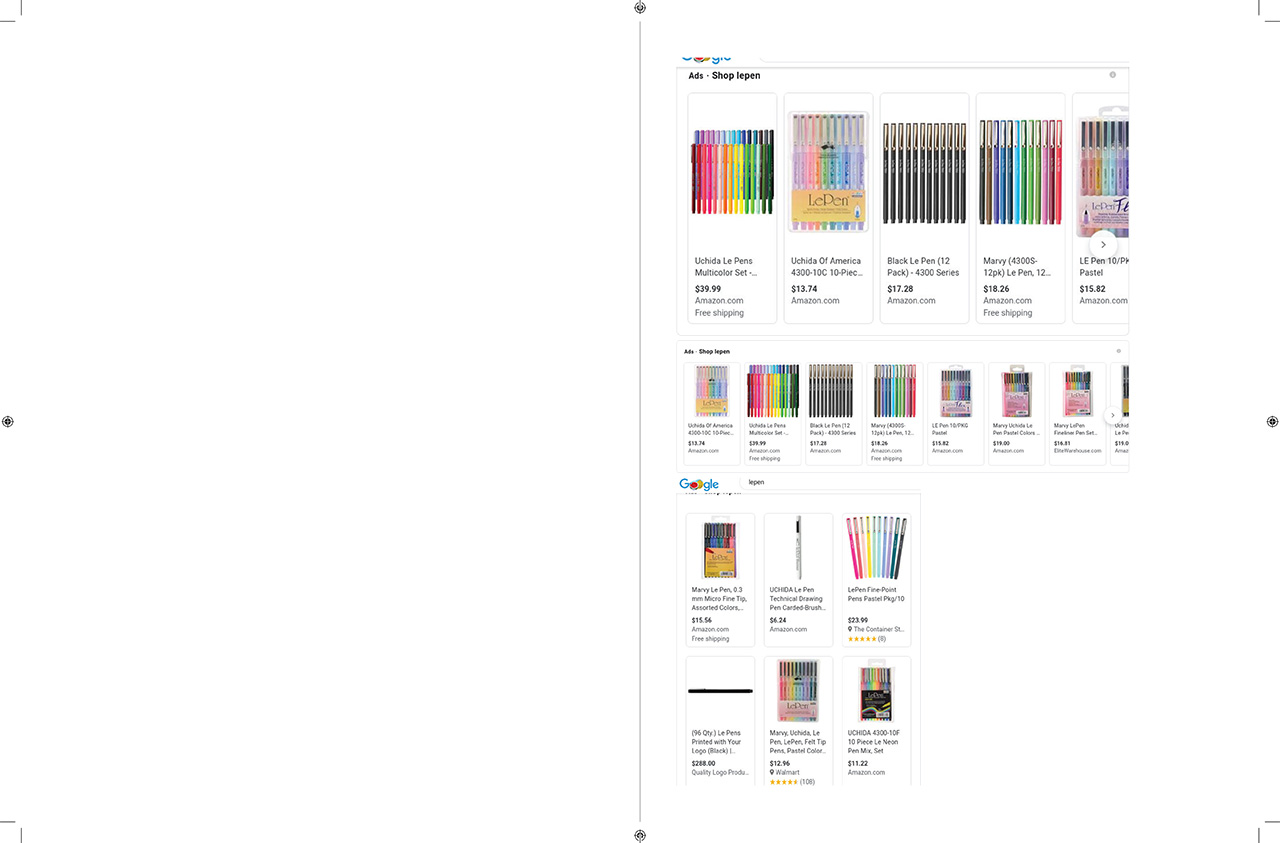 Google
Ads · Shop lepen
LePen
LePen
Uchida Le Pens
Multicolor Set -...
$39.99
Amazon.com
Free shipping
Uchida Of America
4300-10C 10-Piec...
$13.74
Amazon.com
Black Le Pen (12
Pack) - 4300 Series
$17.28
Amazon.com
Marvy (4300S-
12pk) Le Pen, 12...
$18.26
Amazon.com
Free shipping
LE Pen 10/PK
Pastel
$15.82
Amazon.com
Ads · Shop lepen
Uchida Of America
4300-10C 10-Piec...
$13.74
Amazon.com
Uchida Le Pens
Multicolor Set -...
$39.99
Amazon.com
Free shipping
Black Le Pen (12
Pack) - 4300 Series
$17.28
Amazon.com
Marvy (4300S-
12pk) Le Pen, 12...
$18.26
Amazon.com
Free shipping
LE Pen 10/PKG
Pastel
$15.82
Amazon.com
Marvy Uchida Le
Pen Pastel Colors ...
$19.00
Amazon.com
Marvy LePen
Fineliner Pen Set...
$16.81
EliteWarehouse.com
Uchid
Le Pe
$19.0
Amaz
Google
lepen
Ads · Shop lepen
LePen
Marvy Le Pen, 0.3
mm Micro Fine Tip,
Assorted Colors,...
$15.56
Amazon.com
Free shipping
UCHIDA Le Pen
Technical Drawing
Pen Carded-Brush...
$6.24
Amazon.com
LePen Fine-Point
Pens Pastel Pkg/10
$23.99
The Container St...
(8)
LePen
LePen
(96 Qty.) Le Pens
Printed with Your
Logo (Black) |..
$288.00
Quality Logo Produ...
Marvy, Uchida, Le
Pen, LePen, Felt Tip
Pens, Pastel Color...
$12.96
Walmart
(108)
UCHIDA 4300-10F
10 Piece Le Neon
Pen Mix, Set
$11.22
Amazon.com